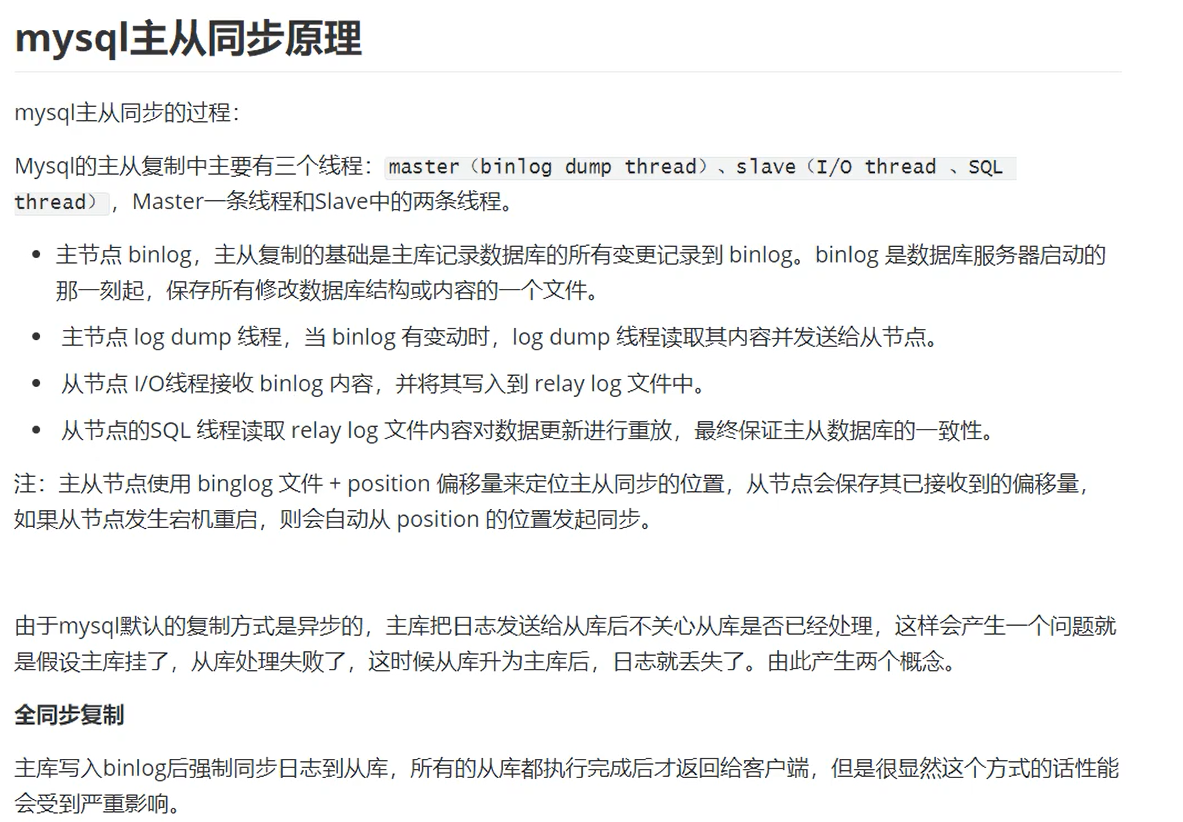 mysql主从同步原理
mysql主从同步的过程：
Mysql的主从复制中主要有三个线程：master（binlog dump thread）、slave（I/O thread 、SQL
thread），Master一条线程和Slave中的两条线程。
• 主节点 binlog，主从复制的基础是主库记录数据库的所有变更记录到 binlog。binlog 是数据库服务器启动的
那一刻起，保存所有修改数据库结构或内容的一个文件。
• 主节点 log dump 线程，当 binlog 有变动时，log dump 线程读取其内容并发送给从节点。
• 从节点 I/O线程接收 binlog 内容，并将其写入到 relay log 文件中。
• 从节点的SQL 线程读取 relay log 文件内容对数据更新进行重放，最终保证主从数据库的一致性。
注：主从节点使用 binglog 文件 + position 偏移量来定位主从同步的位置，从节点会保存其已接收到的偏移量，
如果从节点发生宕机重启，则会自动从 position 的位置发起同步。
由于mysql默认的复制方式是异步的，主库把日志发送给从库后不关心从库是否已经处理，这样会产生一个问题就
是假设主库挂了，从库处理失败了，这时候从库升为主库后，日志就丢失了。由此产生两个概念。
全同步复制
主库写入binlog后强制同步日志到从库，所有的从库都执行完成后才返回给客户端，但是很显然这个方式的话性能
会受到严重影响。